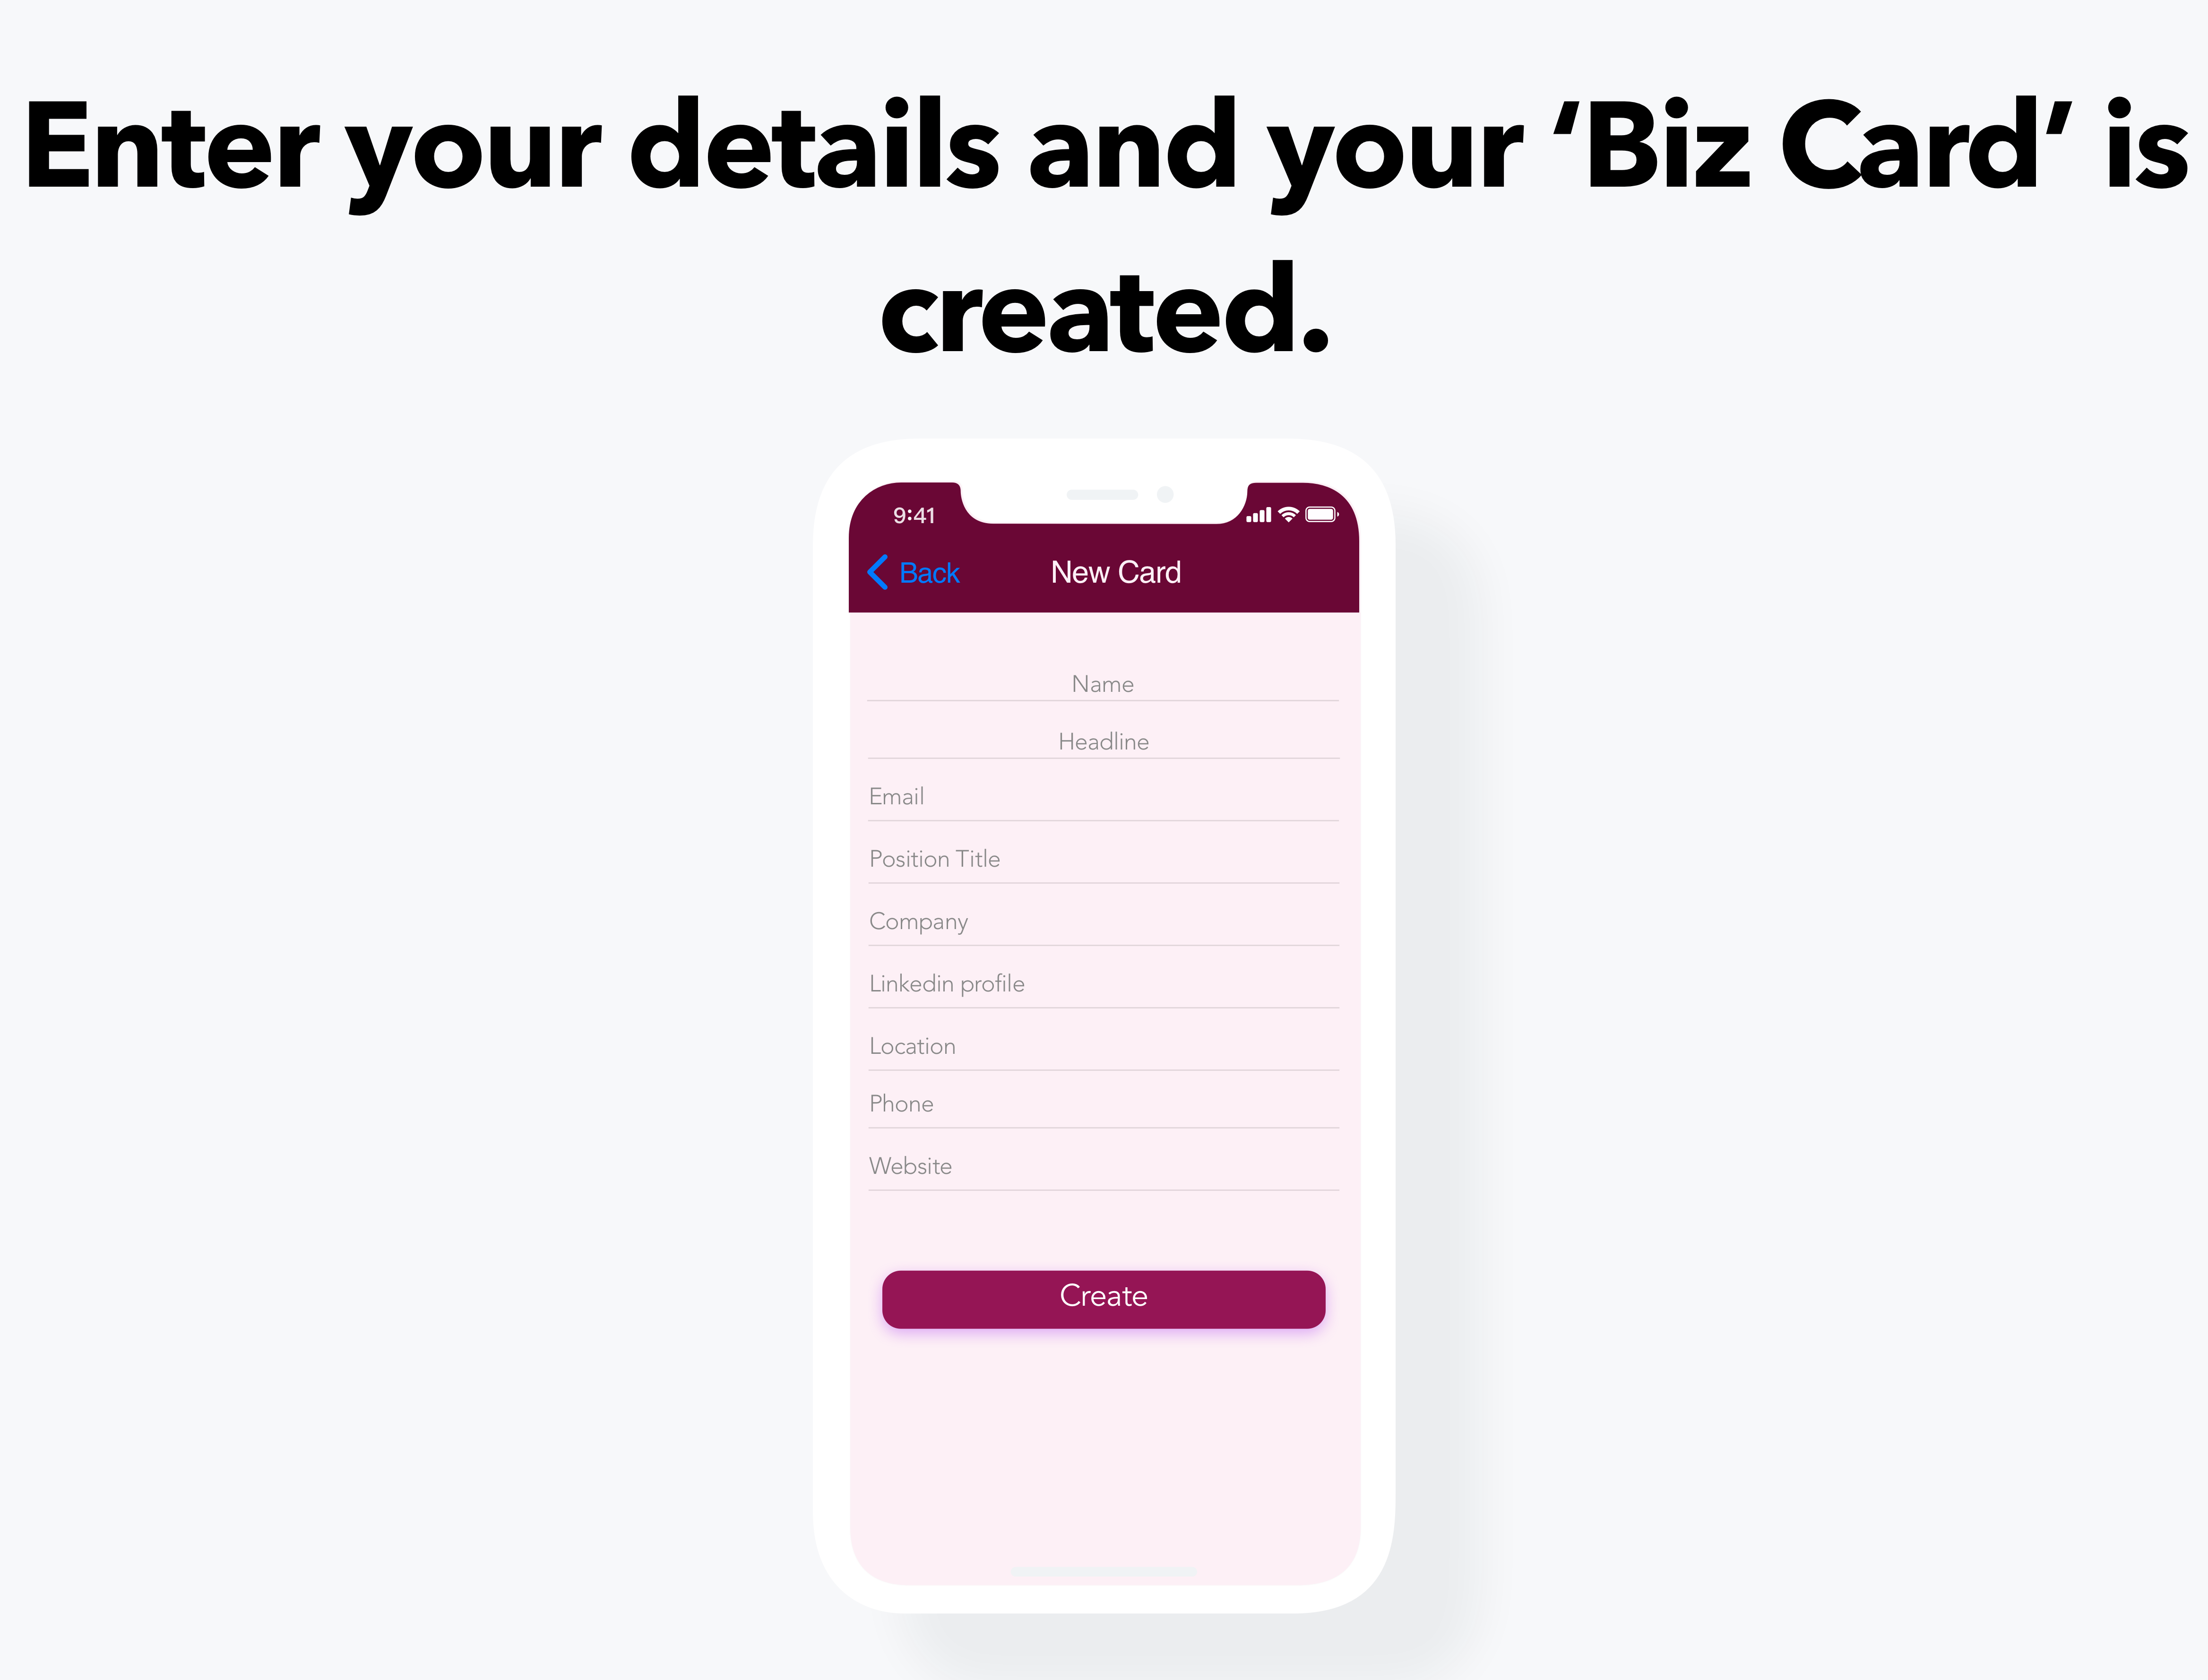 Enter your details and your ‘Biz Card’ is
created.
9:41
Back New Card
Name
Headline
Email
Position Title
Company
Linkedin profile
Location
Phone
Website
Create